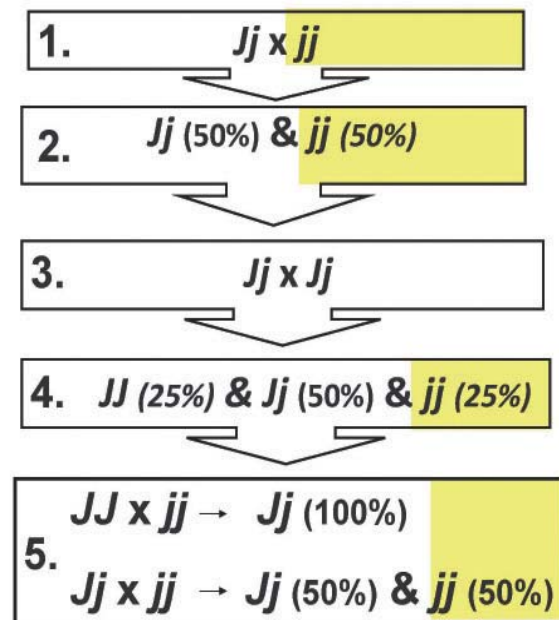 1. Jj x jj
2. Jj (50%) & jj (50%)
3. Jj x Jj
4. JJ (25%) & Jj (50%) & jj (25%)
5. JJ x jj → Jj (100%)
Jj x jj → Jj (50%) & jj (50%)